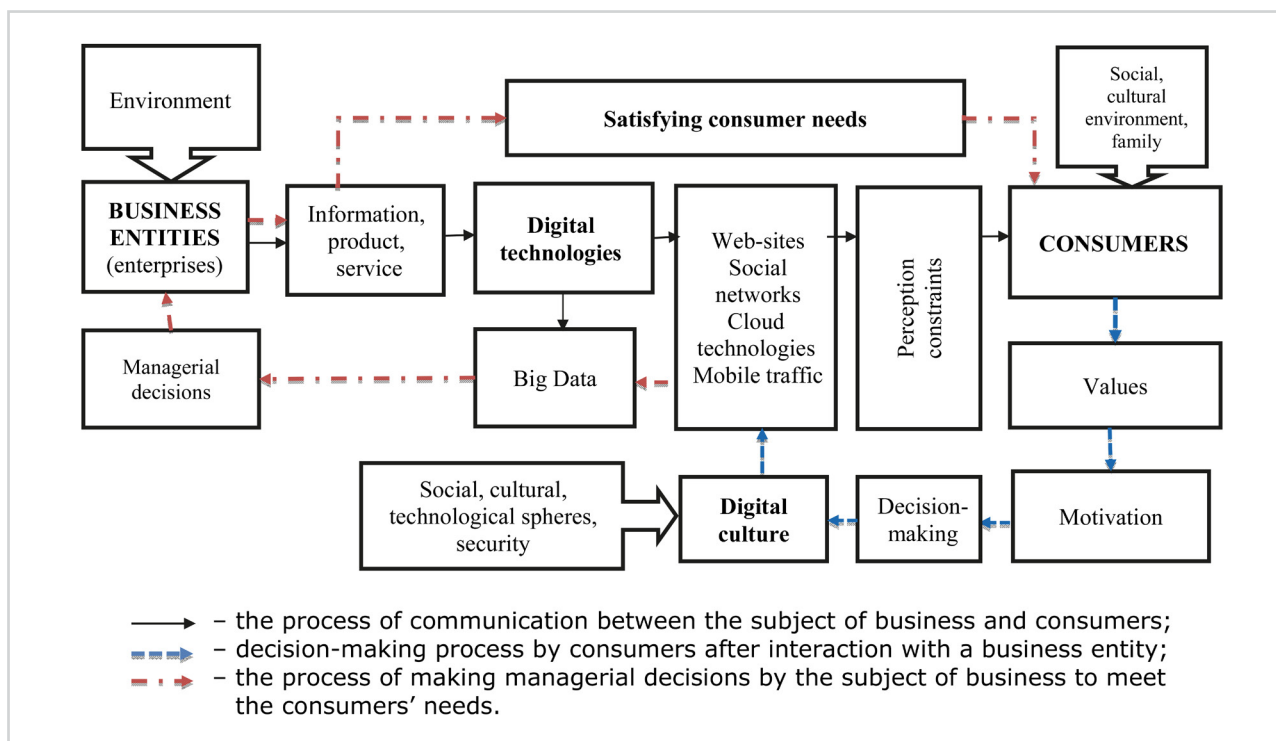 Environment
Satisfying consumer needs
Social,
cultural
environment,
family
BUSINESS
ENTITIES
(enterprises)
Information,
product,
service
Digital
technologies
Web-sites
Social
networks
Cloud
technologies
Mobile traffic
Perception
constraints
CONSUMERS
Managerial
decisions
Big Data
Values
Social, cultural,
technological spheres,
security
Digital
culture
Decision-
making
Motivation
– the process of communication between the subject of business and consumers;
– decision-making process by consumers after interaction with a business entity;
– the process of making managerial decisions by the subject of business to meet
the consumers’ needs.